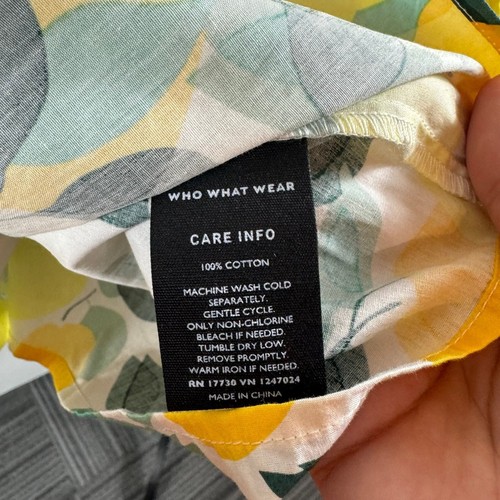 WHO WHAT WEAR
CARE INFO
100% COTTON
MACHINE WASH COLD
SEPARATELY.
GENTLE CYCLE.
ONLY NON-CHLORINE
BLEACH IF NEEDED.
TUMBLE DRY LOW.
REMOVE PROMPTLY.
WARM IRON IF NEEDED.
RN 17730 VN 1247024
MADE IN CHINA